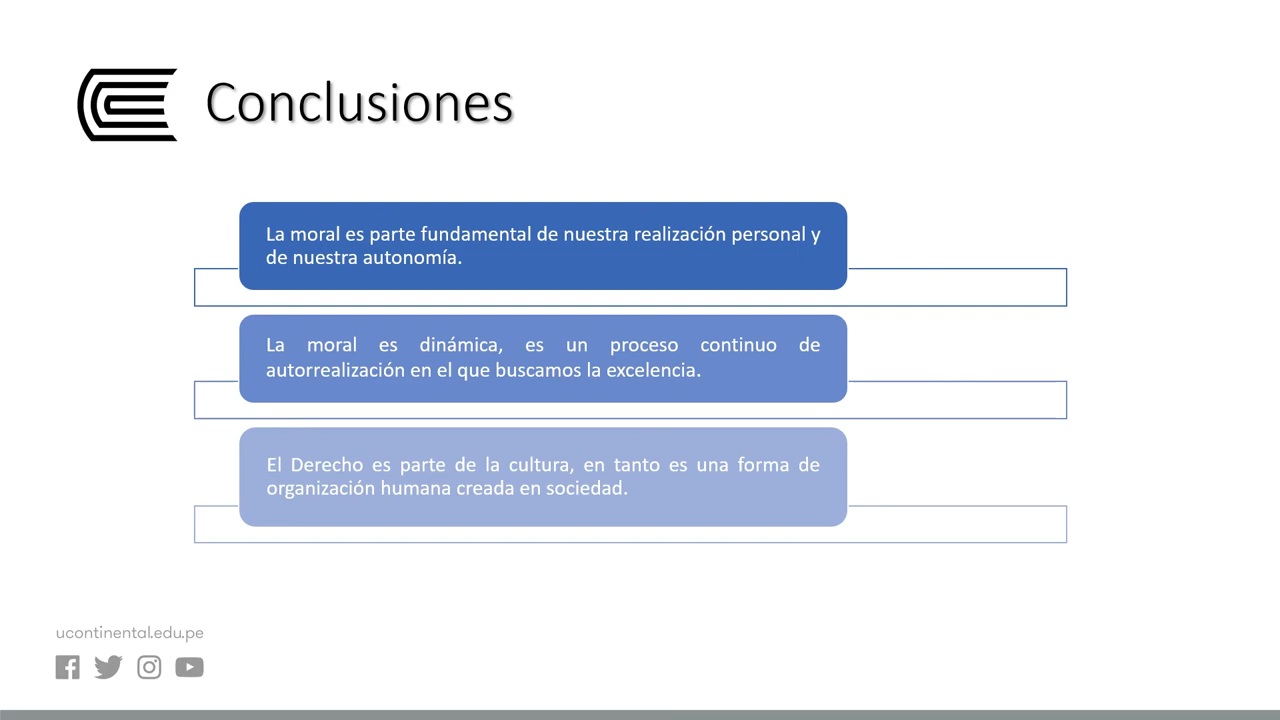 Conclusiones
La moral es parte fundamental de nuestra realización personal y
de nuestra autonomía.
La moral es dinámica, es un proceso continuo de
autorrealización en el que buscamos la excelencia.
El Derecho es parte de la cultura, en tanto es una forma de
organización humana creada en sociedad.
ucontinental.edu.pe